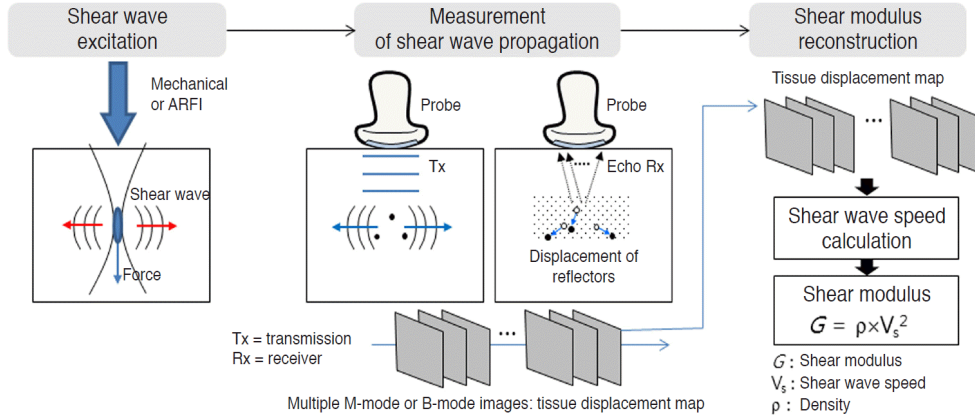 Shear wave
excitation
Measurement
of shear wave propagation
Shear modulus
reconstruction
Mechanical
or ARFI
Shear wave
Force
Probe
Tx
Probe
Echo Rx
Displacement of
reflectors
Tx = transmission
Rx = receiver
Multiple M-mode or B-mode images: tissue displacement map
Tissue displacement map
Shear wave speed
calculation
Shear modulus
G = ρ×Vₛ²
G : Shear modulus
Vₛ : Shear wave speed
ρ : Density